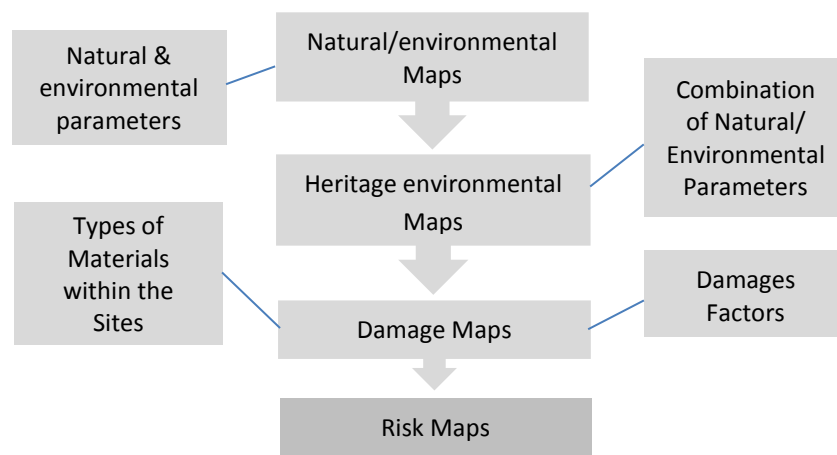 Natural/environmental
Maps
Natural &
environmental
parameters
Combination
of Natural/
Environmental
Parameters
Heritage environmental
Maps
Types of
Materials
within the
Sites
Damages
Factors
Damage Maps
Risk Maps